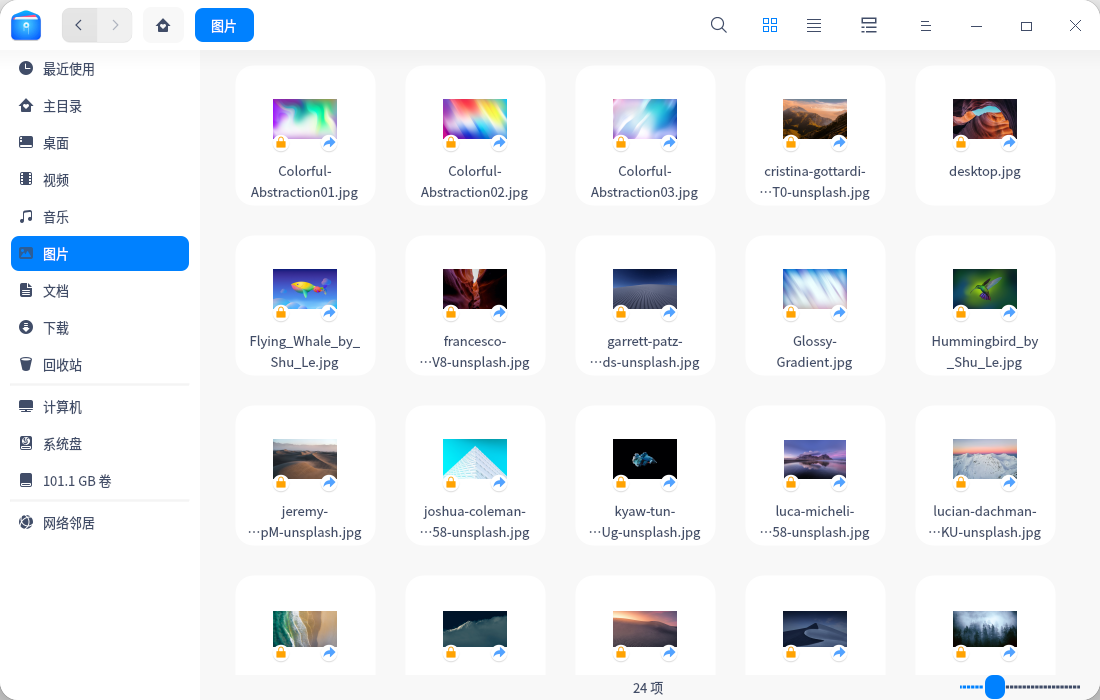 图片
最近使用
主目录
桌面
视频
音乐
图片
文档
下载
回收站
计算机
系统盘
101.1 GB 卷
网络邻居
Colorful-
Abstraction01.jpg
Colorful-
Abstraction02.jpg
Colorful-
Abstraction03.jpg
cristina-gottardi-
…T0-unsplash.jpg
desktop.jpg
Flying_Whale_by_
Shu_Le.jpg
francesco-
…V8-unsplash.jpg
garrett-patz-
…ds-unsplash.jpg
Glossy-
Gradient.jpg
Hummingbird_by
_Shu_Le.jpg
jeremy-
…pM-unsplash.jpg
joshua-coleman-
…58-unsplash.jpg
kyaw-tun-
…Ug-unsplash.jpg
luca-micheli-
…58-unsplash.jpg
lucian-dachman-
…KU-unsplash.jpg
24 项